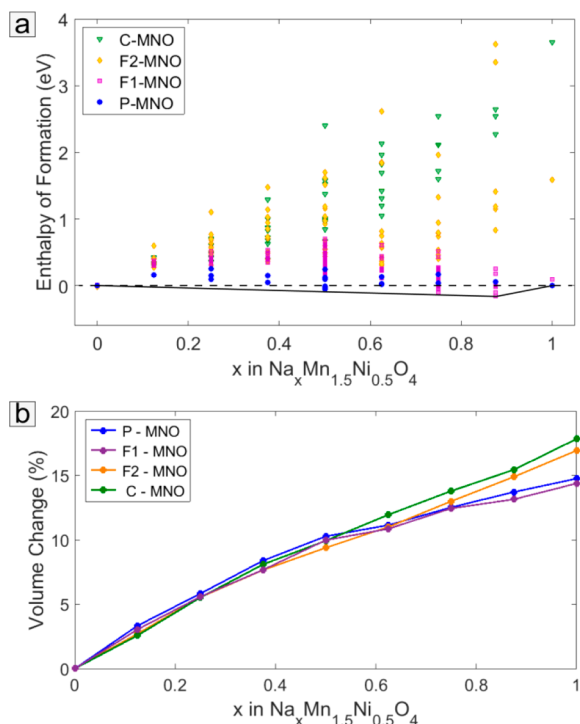 a
C-MNO
F2-MNO
F1-MNO
P-MNO
Enthalpy of Formation (eV)
4
3
2
1
0
0
0.2
0.4
0.6
0.8
1
x in NaₓMn₁.₅Ni₀.₅O₄
b
P - MNO
F1 - MNO
F2 - MNO
C - MNO
Volume Change (%)
20
15
10
5
0
0
0.2
0.4
0.6
0.8
1
x in NaₓMn₁.₅Ni₀.₅O₄